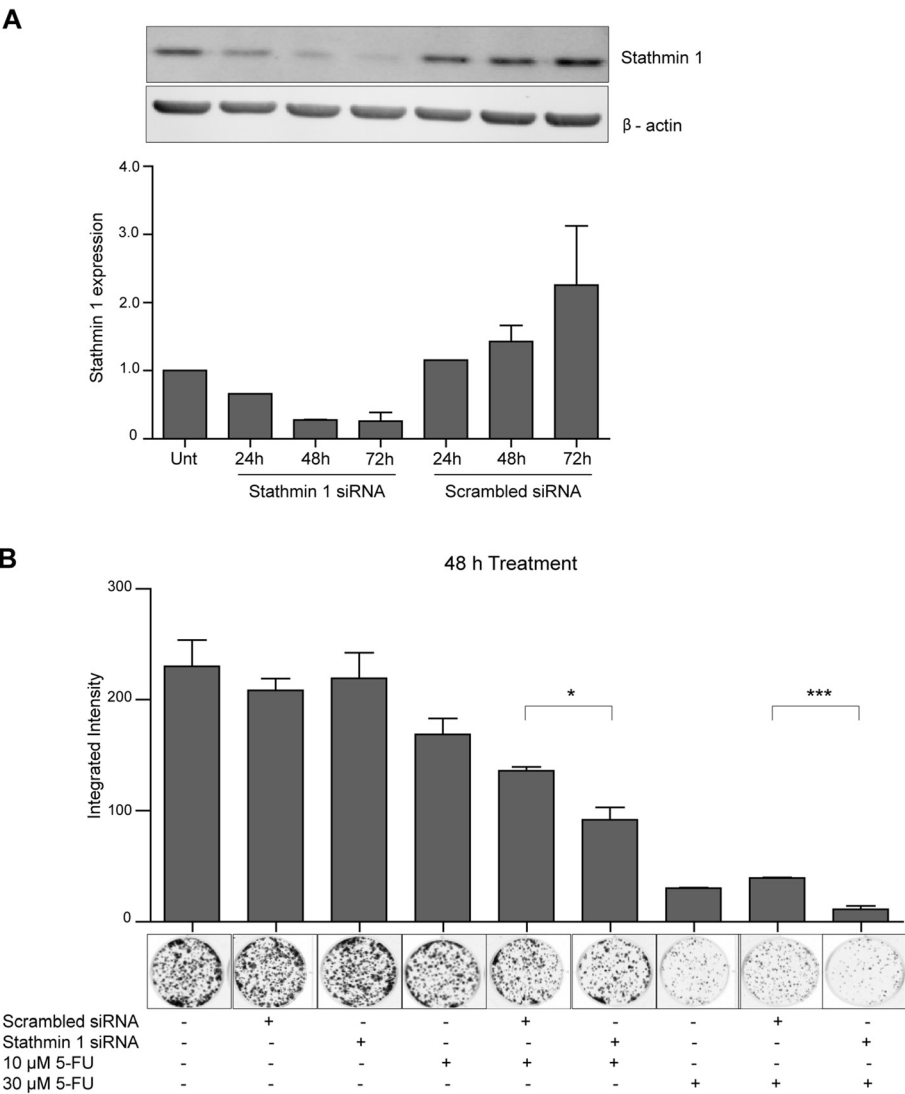 A
Stathmin 1
β - actin
4.0
3.0
2.0
1.0
0
Stathmin 1 expression
Unt 24h 48h 72h 24h 48h 72h
Stathmin 1 siRNA Scrambled siRNA
B
48 h Treatment
300
200
100
0
Integrated Intensity
* ***
Scrambled siRNA - + - - + - - + -
Stathmin 1 siRNA - - + - - + - - +
10 µM 5-FU - - - + + + - - -
30 µM 5-FU - - - - - - + + +